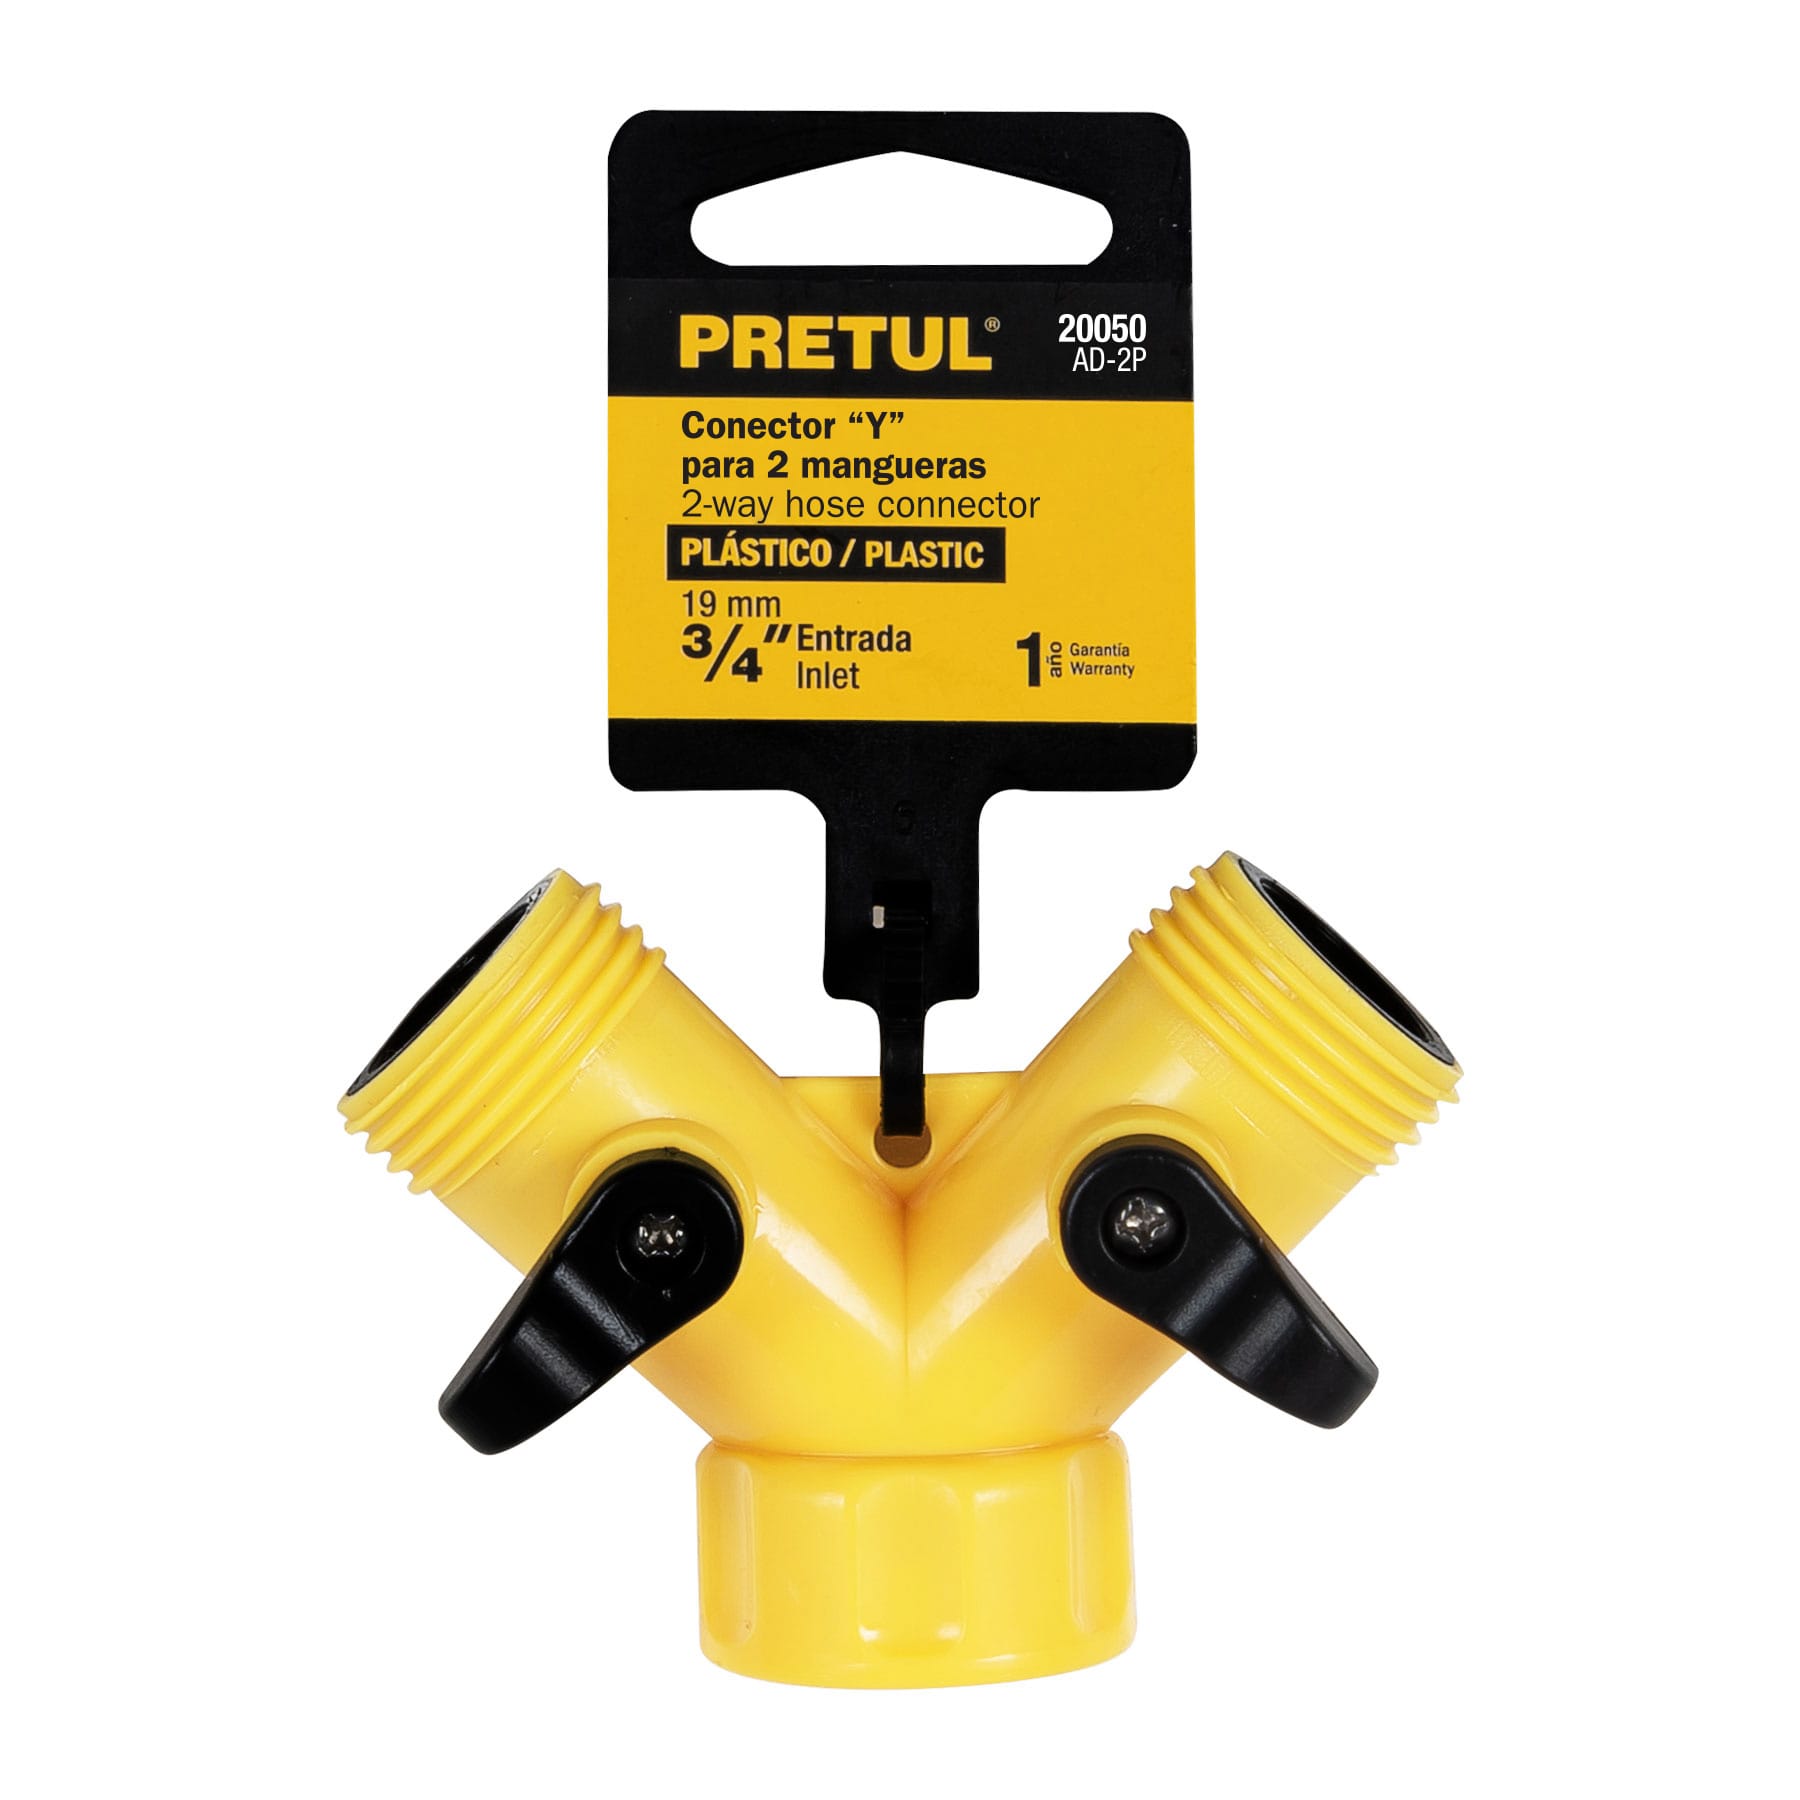 PRETUL®
20050
AD-2P
Conector “Y”
para 2 mangueras
2-way hose connector
PLÁSTICO / PLASTIC
19 mm
3/4" Entrada
Inlet
1 año Garantía
Warranty